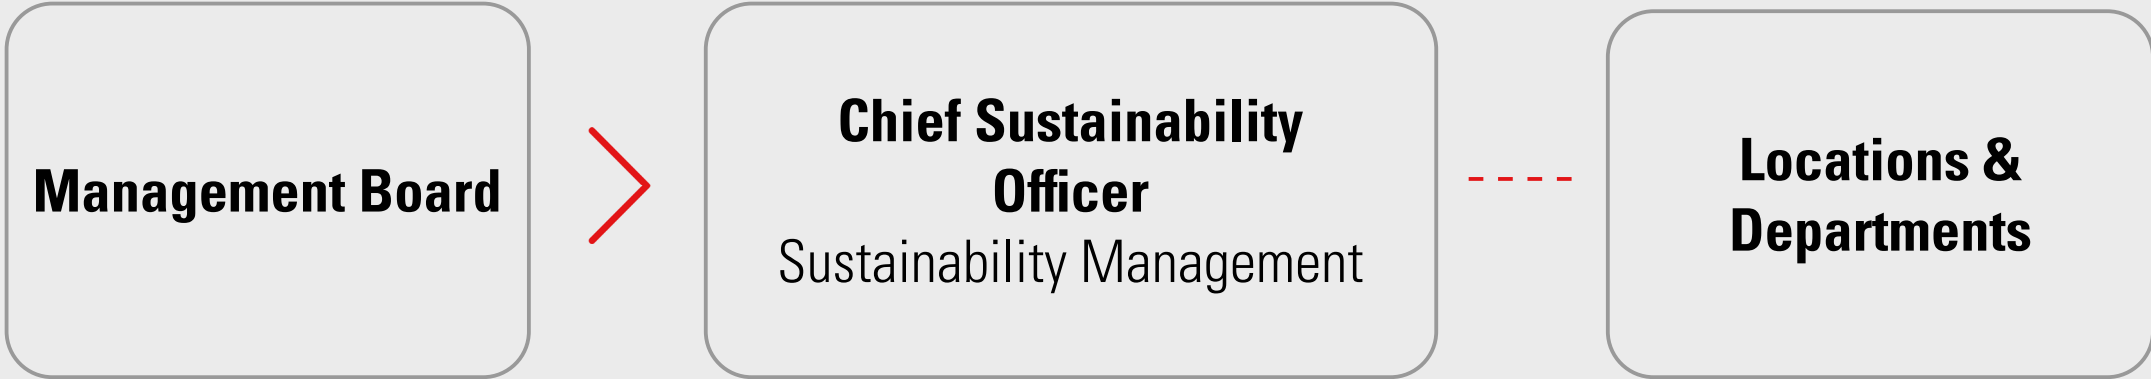 Management Board
Chief Sustainability
Officer
Sustainability Management
Locations &
Departments